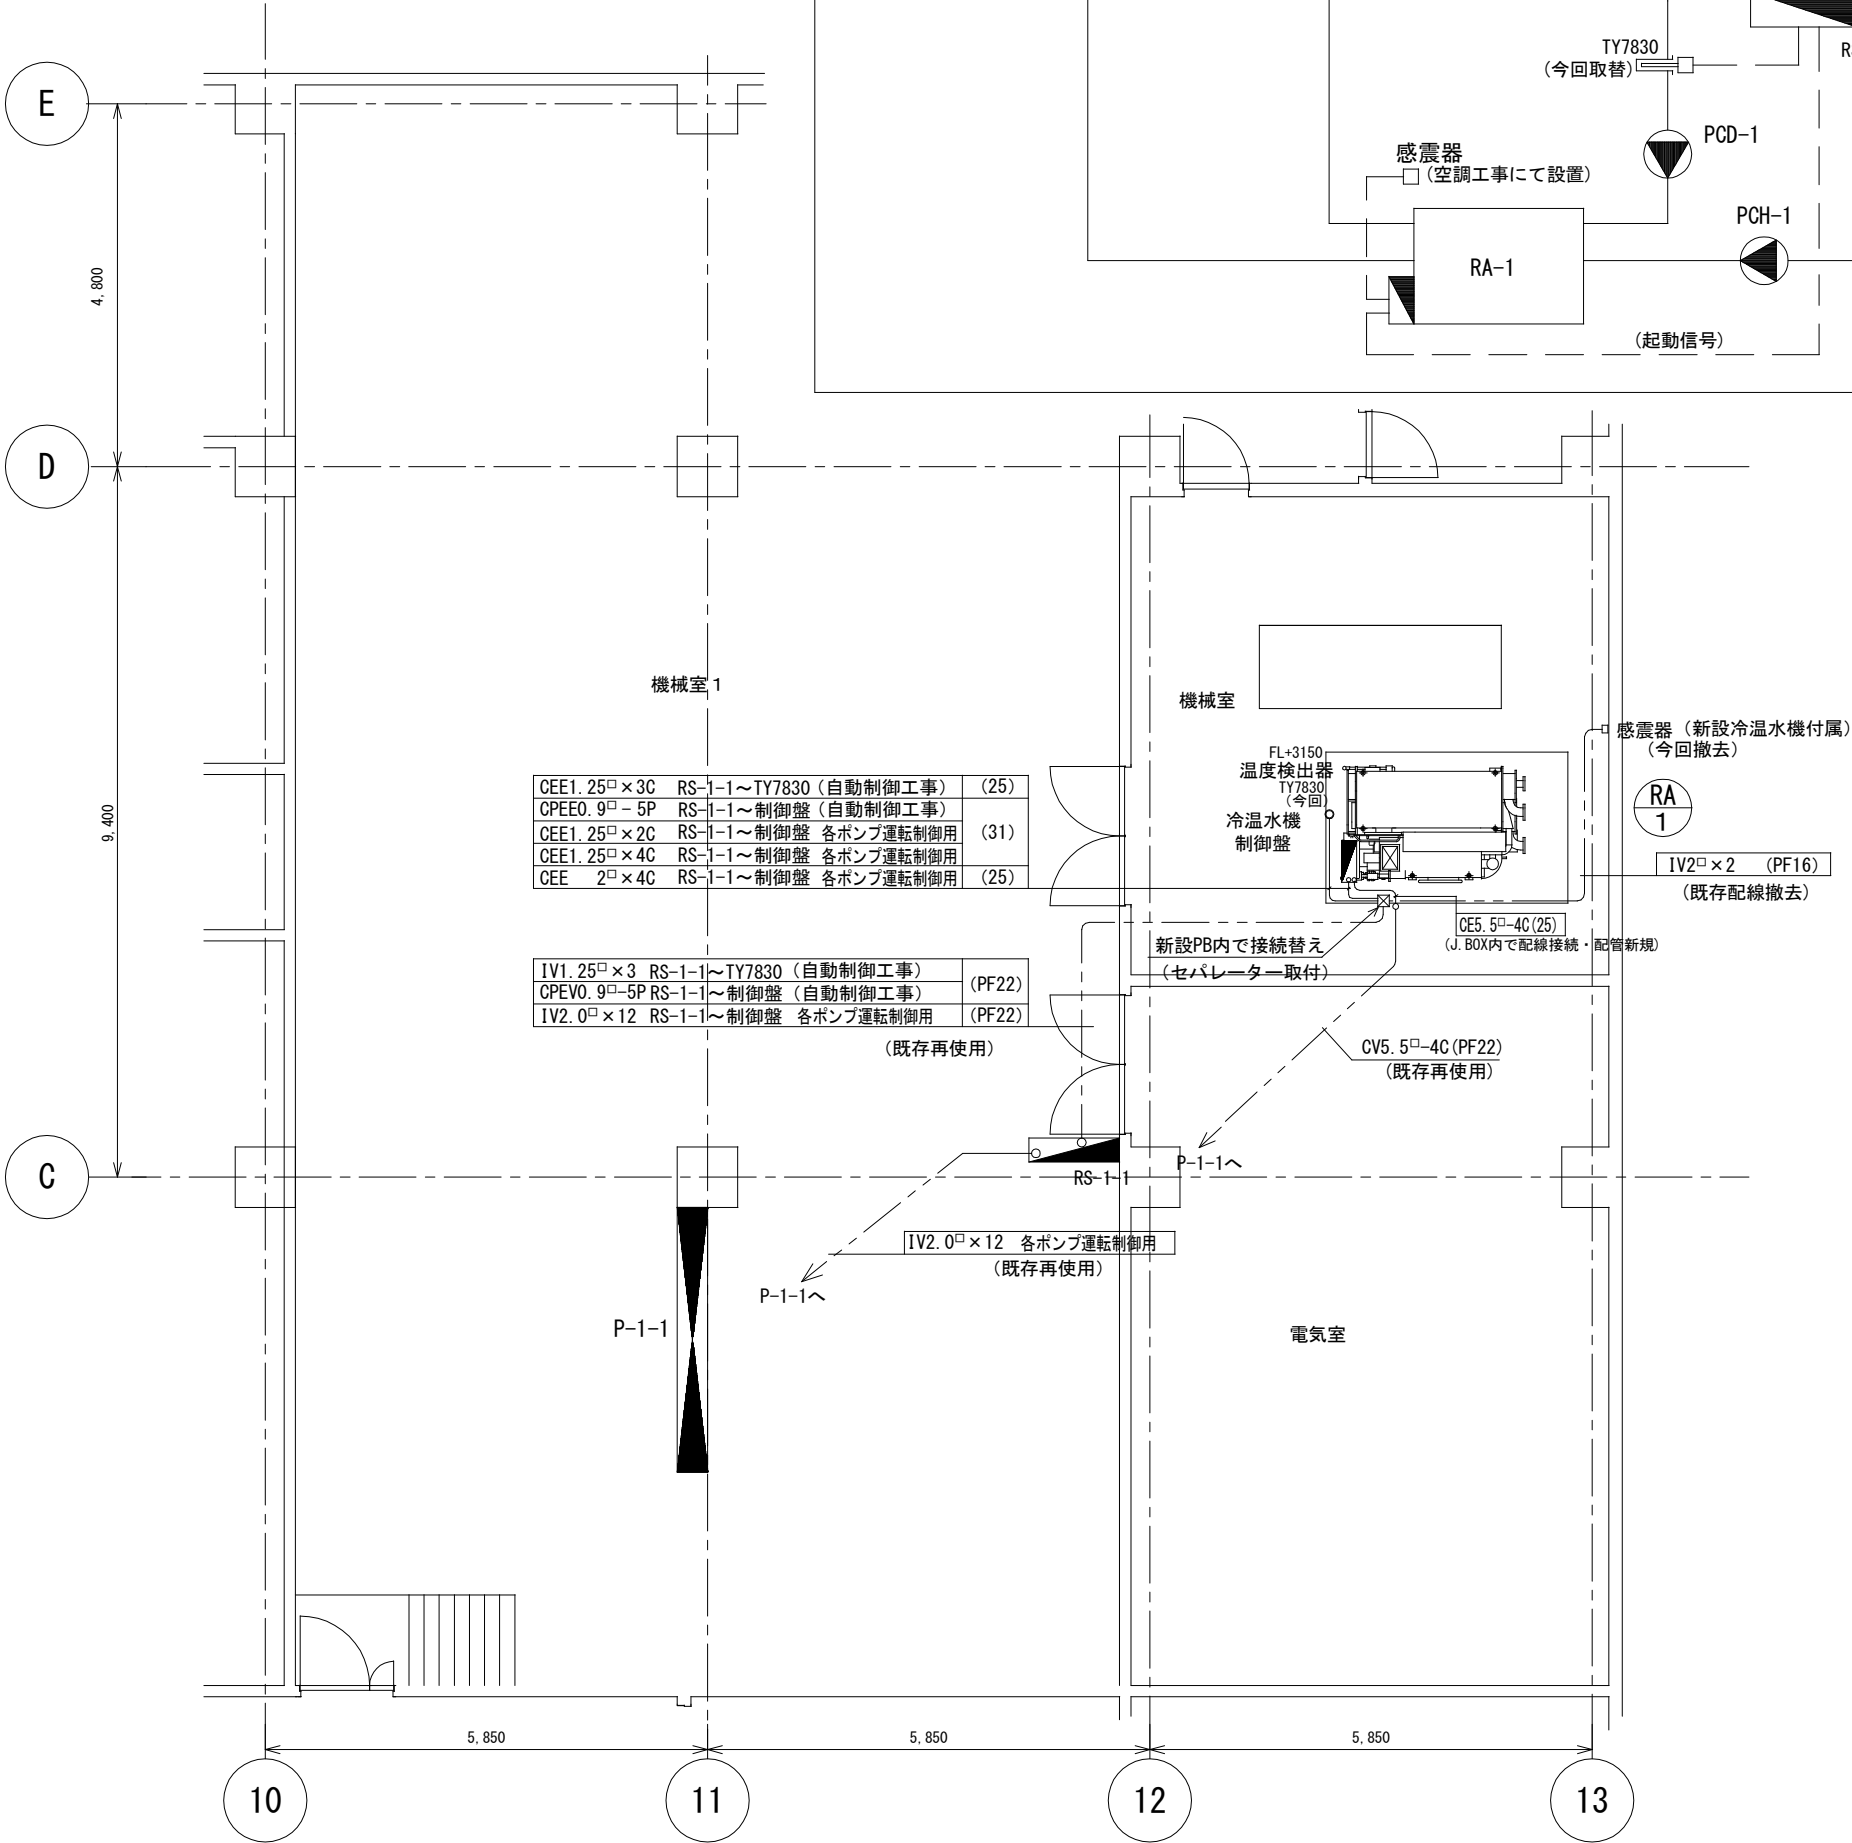 TY7830
(今回取替)
PCD-1
感震器
(空調工事にて設置)
PCH-1
RA-1
(起動信号)
E
4,800
D
9,400
C
機械室1
機械室
感震器(新設冷温水機付属)
(今回撤去)
FL+3150
温度検出器
TY7830
(今回)
冷温水機
制御盤
RA
1
IV2□×2 (PF16)
(既存配線撤去)
CEE1.25□×3C RS-1-1～TY7830(自動制御工事) (25)
CPEE0.9□-5P RS-1-1～制御盤(自動制御工事)
CEE1.25□×2C RS-1-1～制御盤 各ポンプ運転制御用 (31)
CEE1.25□×4C RS-1-1～制御盤 各ポンプ運転制御用
CEE 2□×4C RS-1-1～制御盤 各ポンプ運転制御用 (25)
CE5.5□-4C(25)
(J.BOX内で配線接続・配管新規)
新設PB内で接続替え
(セパレーター取付)
IV1.25□×3 RS-1-1～TY7830(自動制御工事)
CPEV0.9□-5P RS-1-1～制御盤(自動制御工事) (PF22)
IV2.0□×12 RS-1-1～制御盤 各ポンプ運転制御用 (PF22)
(既存再使用)
CV5.5□-4C(PF22)
(既存再使用)
P-1-1へ
RS-1-1
IV2.0□×12 各ポンプ運転制御用
(既存再使用)
P-1-1へ
P-1-1
電気室
5,850
5,850
5,850
10
11
12
13